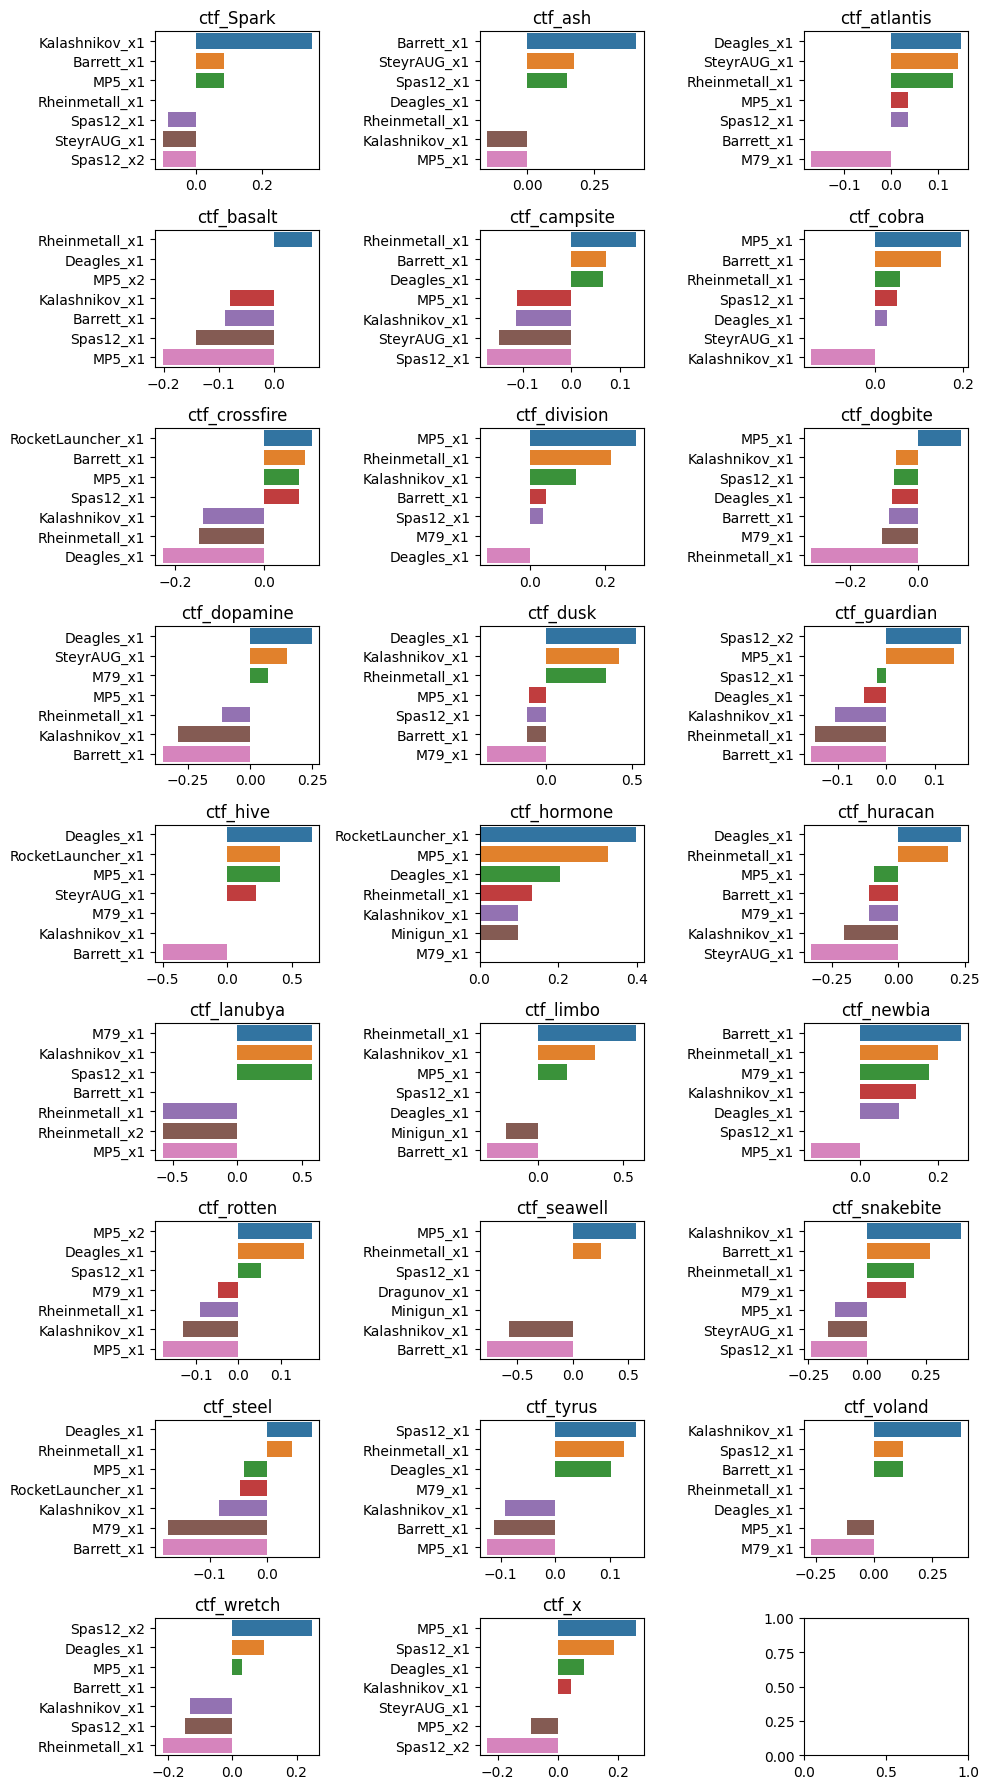 ctf_Spark
Kalashnikov_x1
Barrett_x1
MP5_x1
Rheinmetall_x1
Spas12_x1
SteyrAUG_x1
Spas12_x2
0.0 0.2
ctf_ash
Barrett_x1
SteyrAUG_x1
Spas12_x1
Deagles_x1
Rheinmetall_x1
Kalashnikov_x1
MP5_x1
0.00 0.25
ctf_atlantis
Deagles_x1
SteyrAUG_x1
Rheinmetall_x1
MP5_x1
Spas12_x1
Barrett_x1
M79_x1
−0.1 0.0 0.1
ctf_basalt
Rheinmetall_x1
Deagles_x1
MP5_x2
Kalashnikov_x1
Barrett_x1
Spas12_x1
MP5_x1
−0.2 −0.1 0.0
ctf_campsite
Rheinmetall_x1
Barrett_x1
Deagles_x1
MP5_x1
Kalashnikov_x1
SteyrAUG_x1
Spas12_x1
−0.1 0.0 0.1
ctf_cobra
MP5_x1
Barrett_x1
Rheinmetall_x1
Spas12_x1
Deagles_x1
SteyrAUG_x1
Kalashnikov_x1
0.0 0.2
ctf_crossfire
RocketLauncher_x1
Barrett_x1
MP5_x1
Spas12_x1
Kalashnikov_x1
Rheinmetall_x1
Deagles_x1
−0.2 0.0
ctf_division
MP5_x1
Rheinmetall_x1
Kalashnikov_x1
Barrett_x1
Spas12_x1
M79_x1
Deagles_x1
0.0 0.2
ctf_dogbite
MP5_x1
Kalashnikov_x1
Spas12_x1
Deagles_x1
Barrett_x1
M79_x1
Rheinmetall_x1
−0.2 0.0
ctf_dopamine
Deagles_x1
SteyrAUG_x1
M79_x1
MP5_x1
Rheinmetall_x1
Kalashnikov_x1
Barrett_x1
−0.25 0.00 0.25
ctf_dusk
Deagles_x1
Kalashnikov_x1
Rheinmetall_x1
MP5_x1
Spas12_x1
Barrett_x1
M79_x1
0.0 0.5
ctf_guardian
Spas12_x2
MP5_x1
Spas12_x1
Deagles_x1
Kalashnikov_x1
Rheinmetall_x1
Barrett_x1
−0.1 0.0 0.1
ctf_hive
Deagles_x1
RocketLauncher_x1
MP5_x1
SteyrAUG_x1
M79_x1
Kalashnikov_x1
Barrett_x1
−0.5 0.0 0.5
ctf_hormone
RocketLauncher_x1
MP5_x1
Deagles_x1
Rheinmetall_x1
Kalashnikov_x1
Minigun_x1
M79_x1
0.0 0.2 0.4
ctf_huracan
Deagles_x1
Rheinmetall_x1
MP5_x1
Barrett_x1
M79_x1
Kalashnikov_x1
SteyrAUG_x1
−0.25 0.00 0.25
ctf_lanubya
M79_x1
Kalashnikov_x1
Spas12_x1
Barrett_x1
Rheinmetall_x1
Rheinmetall_x2
MP5_x1
−0.5 0.0 0.5
ctf_limbo
Rheinmetall_x1
Kalashnikov_x1
MP5_x1
Spas12_x1
Deagles_x1
Minigun_x1
Barrett_x1
0.0 0.5
ctf_newbia
Barrett_x1
Rheinmetall_x1
M79_x1
Kalashnikov_x1
Deagles_x1
Spas12_x1
MP5_x1
0.0 0.2
ctf_rotten
MP5_x2
Deagles_x1
Spas12_x1
M79_x1
Rheinmetall_x1
Kalashnikov_x1
MP5_x1
−0.1 0.0 0.1
ctf_seawell
MP5_x1
Rheinmetall_x1
Spas12_x1
Dragunov_x1
Minigun_x1
Kalashnikov_x1
Barrett_x1
−0.5 0.0 0.5
ctf_snakebite
Kalashnikov_x1
Barrett_x1
Rheinmetall_x1
M79_x1
MP5_x1
SteyrAUG_x1
Spas12_x1
−0.25 0.00 0.25
ctf_steel
Deagles_x1
Rheinmetall_x1
MP5_x1
RocketLauncher_x1
Kalashnikov_x1
M79_x1
Barrett_x1
−0.1 0.0
ctf_tyrus
Spas12_x1
Rheinmetall_x1
Deagles_x1
M79_x1
Kalashnikov_x1
Barrett_x1
MP5_x1
−0.1 0.0 0.1
ctf_voland
Kalashnikov_x1
Spas12_x1
Barrett_x1
Rheinmetall_x1
Deagles_x1
MP5_x1
M79_x1
−0.25 0.00 0.25
ctf_wretch
Spas12_x2
Deagles_x1
MP5_x1
Barrett_x1
Kalashnikov_x1
Spas12_x1
Rheinmetall_x1
−0.2 0.0 0.2
ctf_x
MP5_x1
Spas12_x1
Deagles_x1
Kalashnikov_x1
SteyrAUG_x1
MP5_x2
Spas12_x2
−0.2 0.0 0.2
1.00
0.75
0.50
0.25
0.00
0.0 0.5 1.0